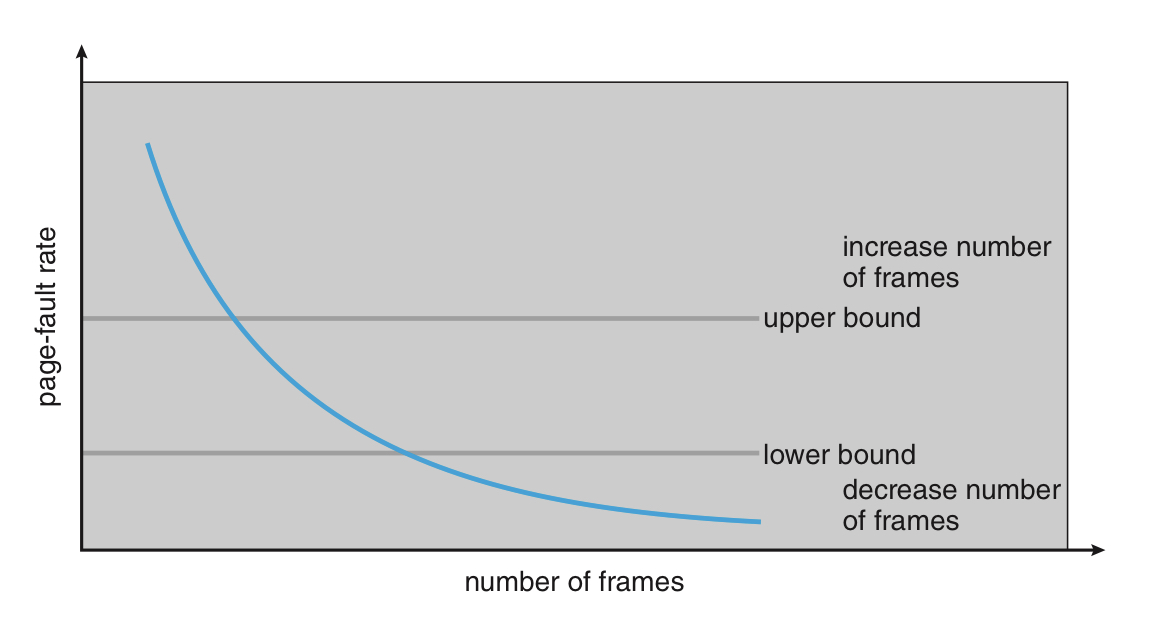 page-fault rate
increase number
of frames
upper bound
lower bound
decrease number
of frames
number of frames